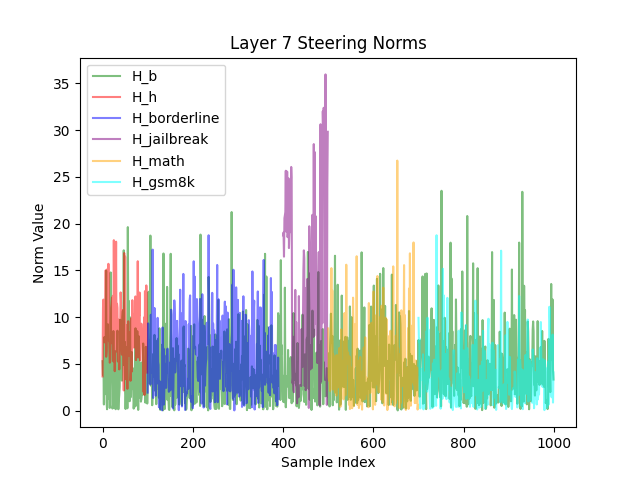 Layer 7 Steering Norms
H_b
H_h
H_borderline
H_jailbreak
H_math
H_gsm8k
Norm Value
35
30
25
20
15
10
5
0
0 200 400 600 800 1000
Sample Index